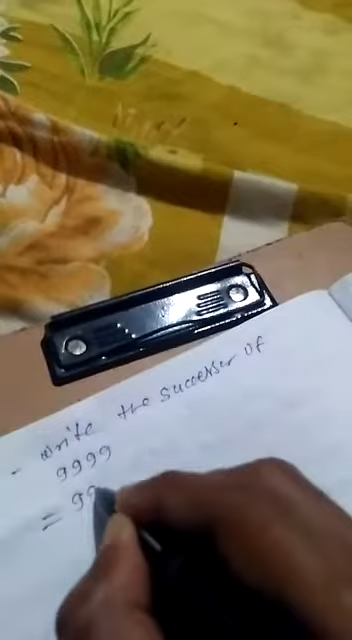 - write the successor of
9999
= 99